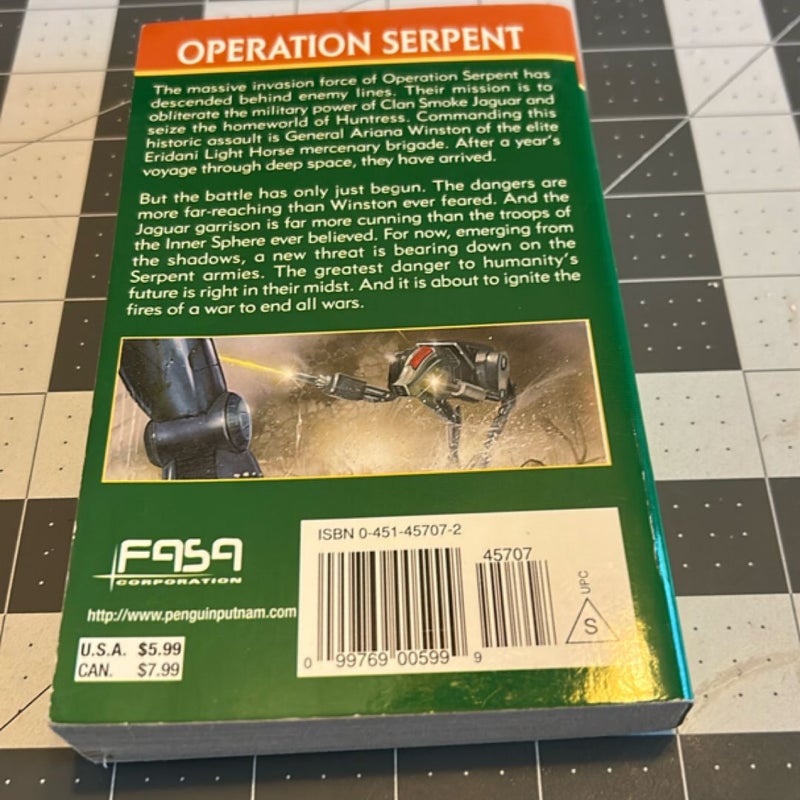 OPERATION SERPENT
The massive invasion force of Operation Serpent has
descended behind enemy lines. Their mission is to
obliterate the military power of Clan Smoke Jaguar and
seize the homeworld of Huntress. Commanding this
historic assault is General Ariana Winston of the elite
Eridani Light Horse mercenary brigade. After a year's
voyage through deep space, they have arrived.
But the battle has only just begun. The dangers are
more far-reaching than Winston ever feared. And the
Jaguar garrison is far more cunning than the troops of
the Inner Sphere ever believed. For now, emerging from
the shadows, a new threat is bearing down on the
Serpent armies. The greatest danger to humanity's
future is right in their midst. And it is about to ignite the
fires of a war to end all wars.
FASA
CORPORATION
http://www.penguinputnam.com
U.S.A. $5.99
CAN. $7.99
ISBN 0-451-45707-2
45707
0 99769 00599 9
UPC
S